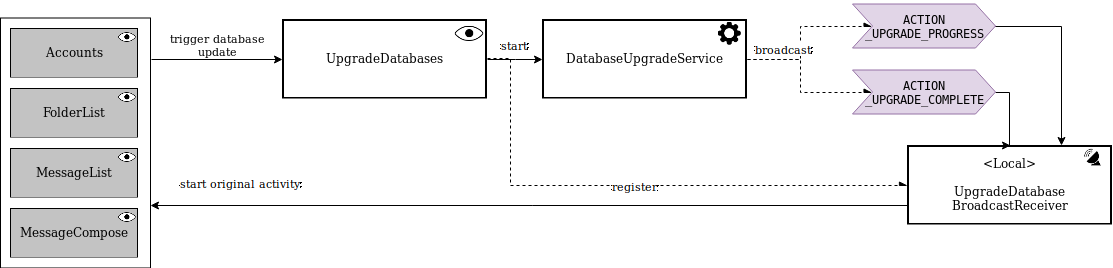 Accounts
FolderList
MessageList
MessageCompose
trigger database
update
UpgradeDatabases
start
DatabaseUpgradeService
broadcast
ACTION
_UPGRADE_PROGRESS
ACTION
_UPGRADE_COMPLETE
<Local>
UpgradeDatabase
BroadcastReceiver
register
start original activity